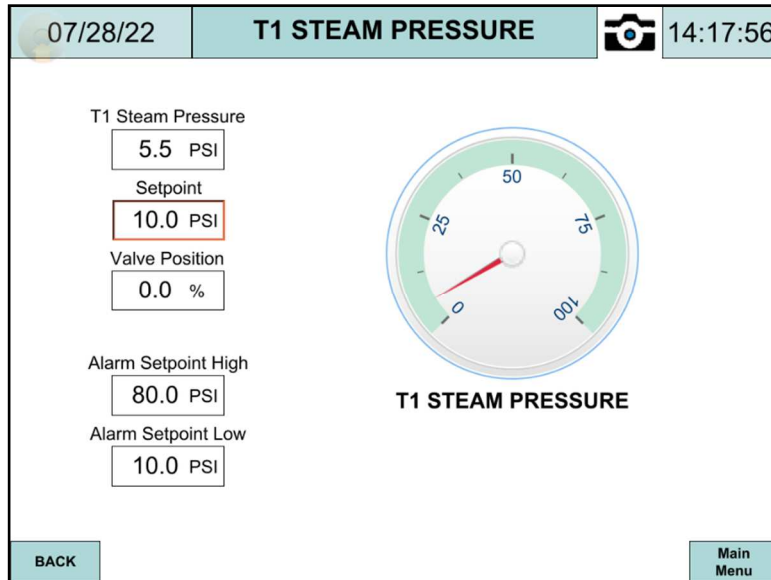 07/28/22
T1 STEAM PRESSURE
14:17:56
T1 Steam Pressure
5.5 PSI
Setpoint
10.0 PSI
Valve Position
0.0 %
Alarm Setpoint High
80.0 PSI
Alarm Setpoint Low
10.0 PSI
0
25
50
75
100
T1 STEAM PRESSURE
BACK
Main
Menu